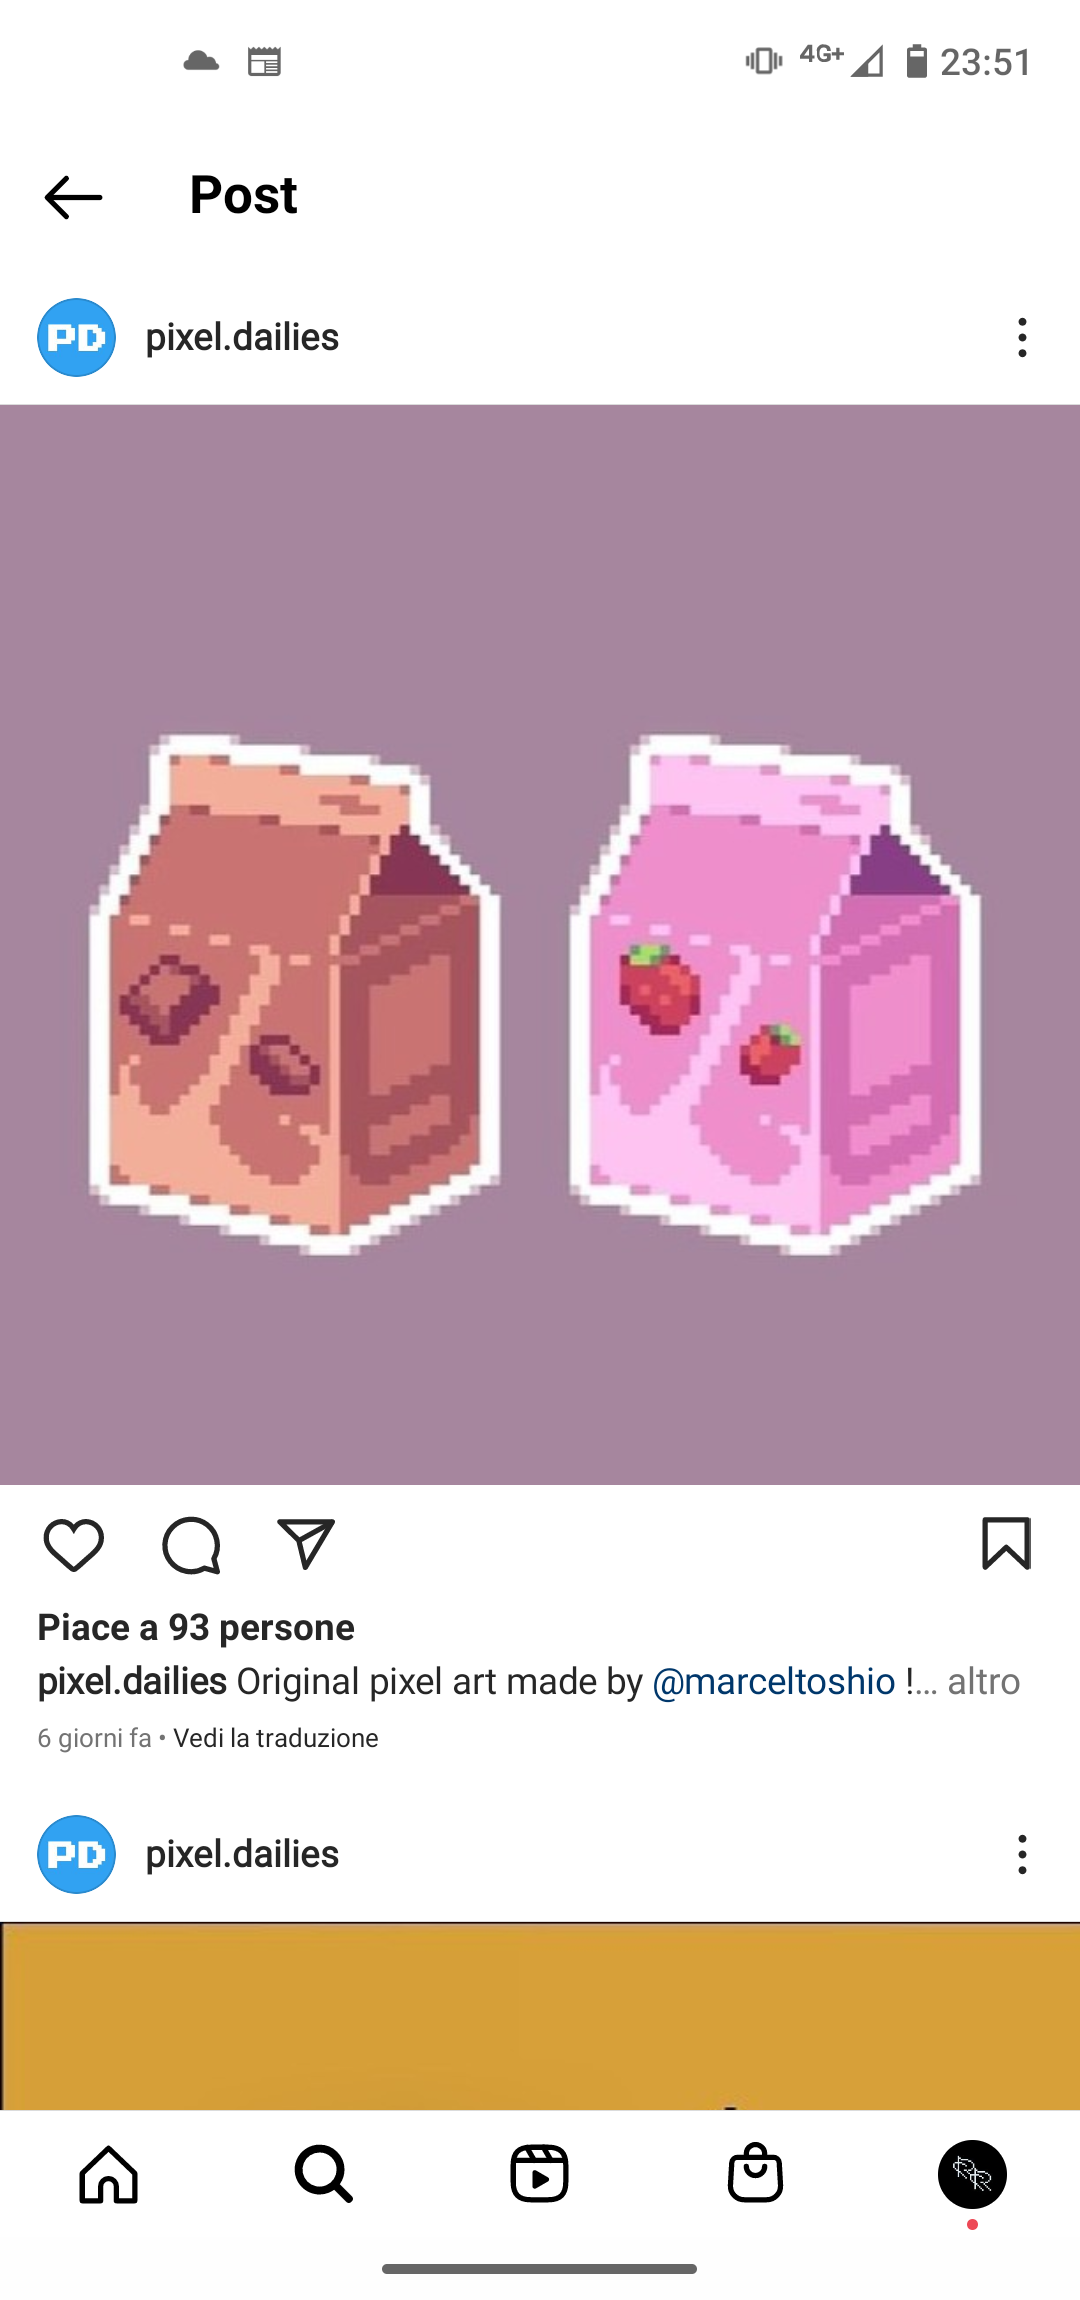 4G+ 23:51
Post
PD pixel.dailies
Piace a 93 persone
pixel.dailies Original pixel art made by @marceltoshio !... altro
6 giorni fa • Vedi la traduzione
PD pixel.dailies